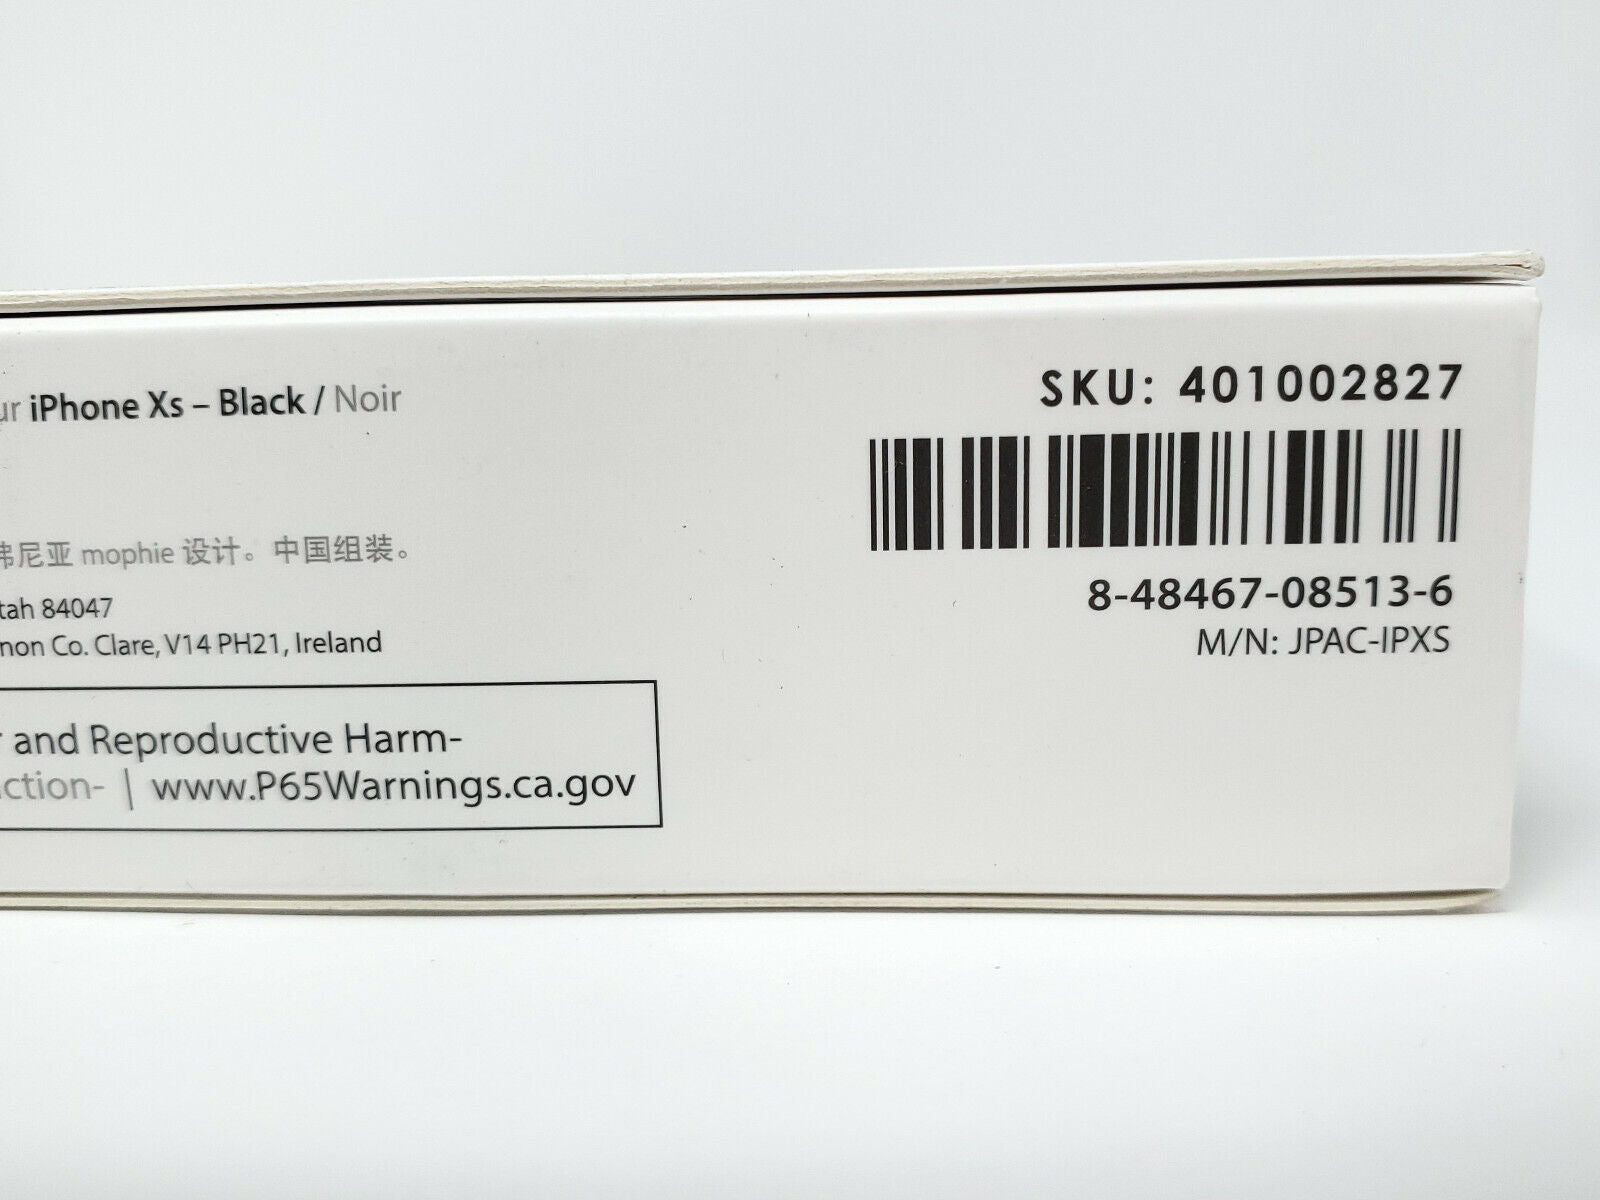 ur iPhone Xs – Black / Noir
弗尼亚 mophie 设计。中国组装。
tah 84047
non Co. Clare, V14 PH21, Ireland
r and Reproductive Harm-
ction- | www.P65Warnings.ca.gov
SKU: 401002827
8-48467-08513-6
M/N: JPAC-IPXS